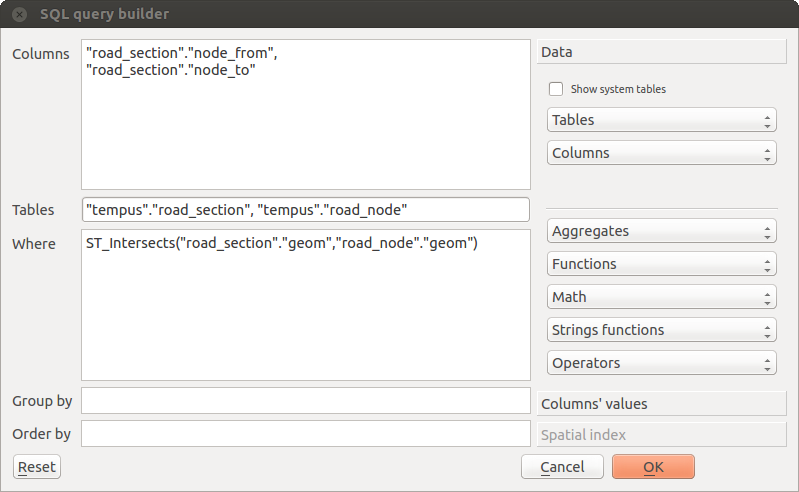 SQL query builder
Columns
"road_section"."node_from",
"road_section"."node_to"
Tables
"tempus"."road_section", "tempus"."road_node"
Where
ST_Intersects("road_section"."geom","road_node"."geom")
Group by
Order by
Reset
Cancel
OK
Data
Show system tables
Tables
Columns
Aggregates
Functions
Math
Strings functions
Operators
Columns' values
Spatial index